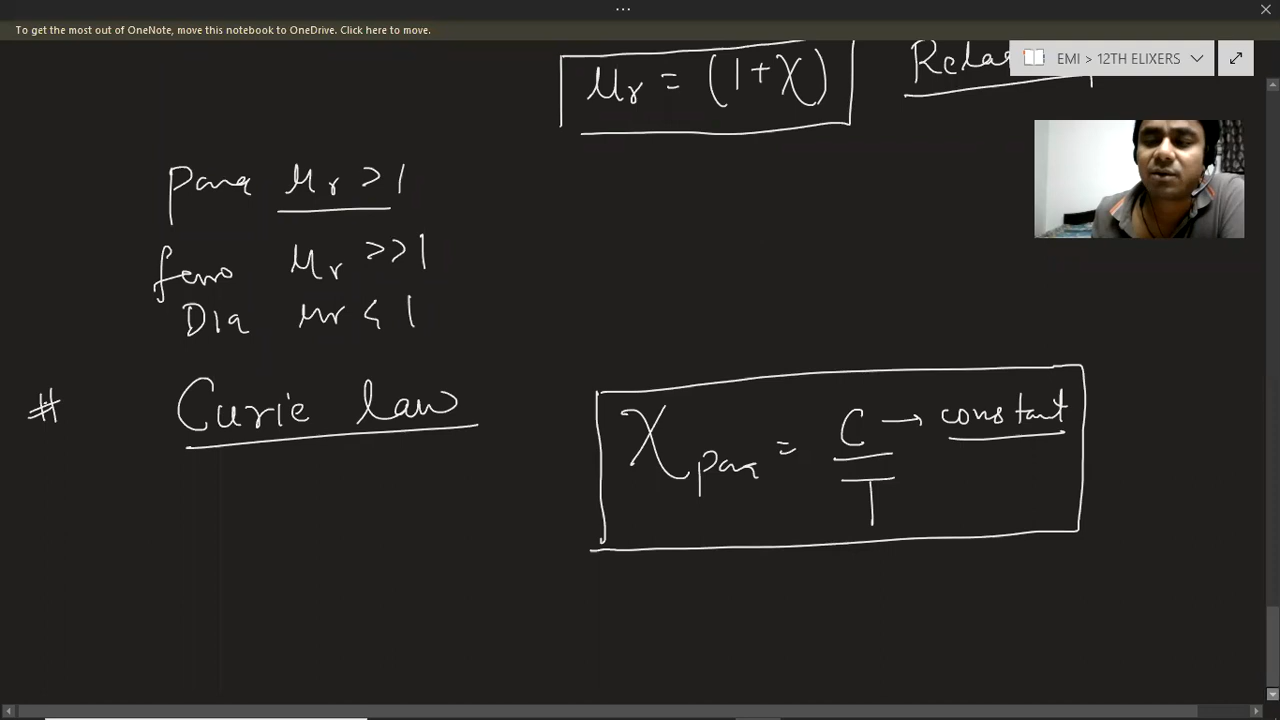 To get the most out of OneNote, move this notebook to OneDrive. Click here to move.
EMI > 12TH ELIXERS
μr = (1+χ)
para μr > 1
ferro μr >> 1
Dia μr < 1
# Curie law
χpara = C/T → constant